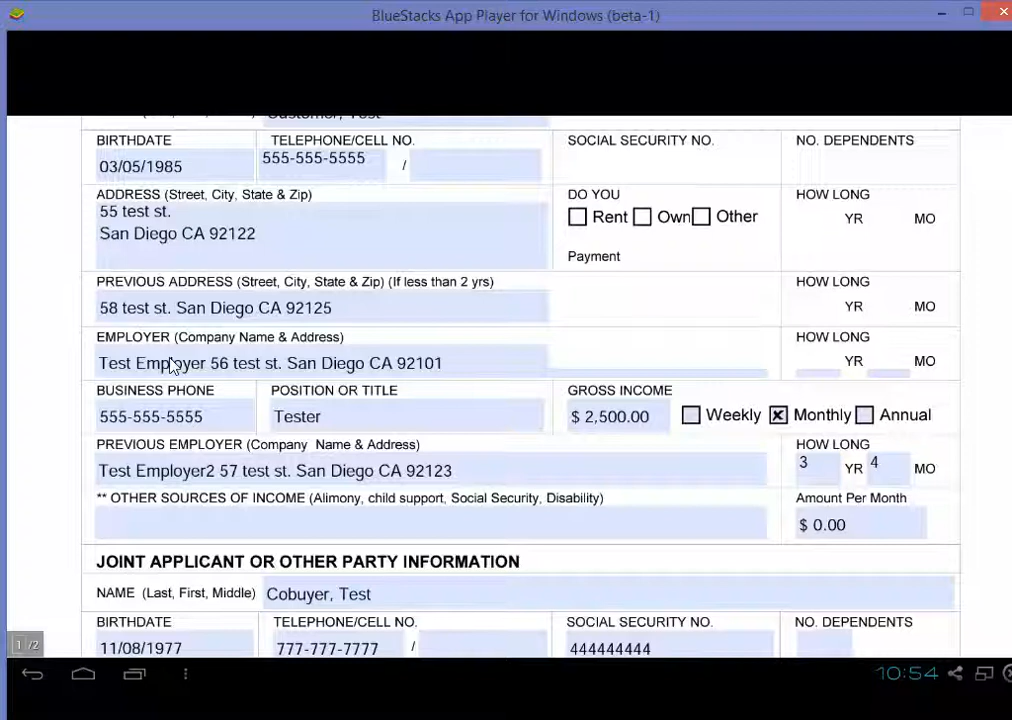 BlueStacks App Player for Windows (beta-1)
Customer, Test
BIRTHDATE TELEPHONE/CELL NO. SOCIAL SECURITY NO. NO. DEPENDENTS
03/05/1985 555-555-5555 /
ADDRESS (Street, City, State & Zip) DO YOU HOW LONG
55 test st. Rent Own Other YR MO
San Diego CA 92122
Payment
PREVIOUS ADDRESS (Street, City, State & Zip) (If less than 2 yrs) HOW LONG
58 test st. San Diego CA 92125 YR MO
EMPLOYER (Company Name & Address) HOW LONG
Test Employer 56 test st. San Diego CA 92101 YR MO
BUSINESS PHONE POSITION OR TITLE GROSS INCOME
555-555-5555 Tester $ 2,500.00 Weekly Monthly Annual
PREVIOUS EMPLOYER (Company Name & Address) HOW LONG
Test Employer2 57 test st. San Diego CA 92123 3 YR 4 MO
** OTHER SOURCES OF INCOME (Alimony, child support, Social Security, Disability) Amount Per Month
$ 0.00
JOINT APPLICANT OR OTHER PARTY INFORMATION
NAME (Last, First, Middle) Cobuyer, Test
BIRTHDATE TELEPHONE/CELL NO. SOCIAL SECURITY NO. NO. DEPENDENTS
11/08/1977 777-777-7777 / 444444444
1 /2
10:54